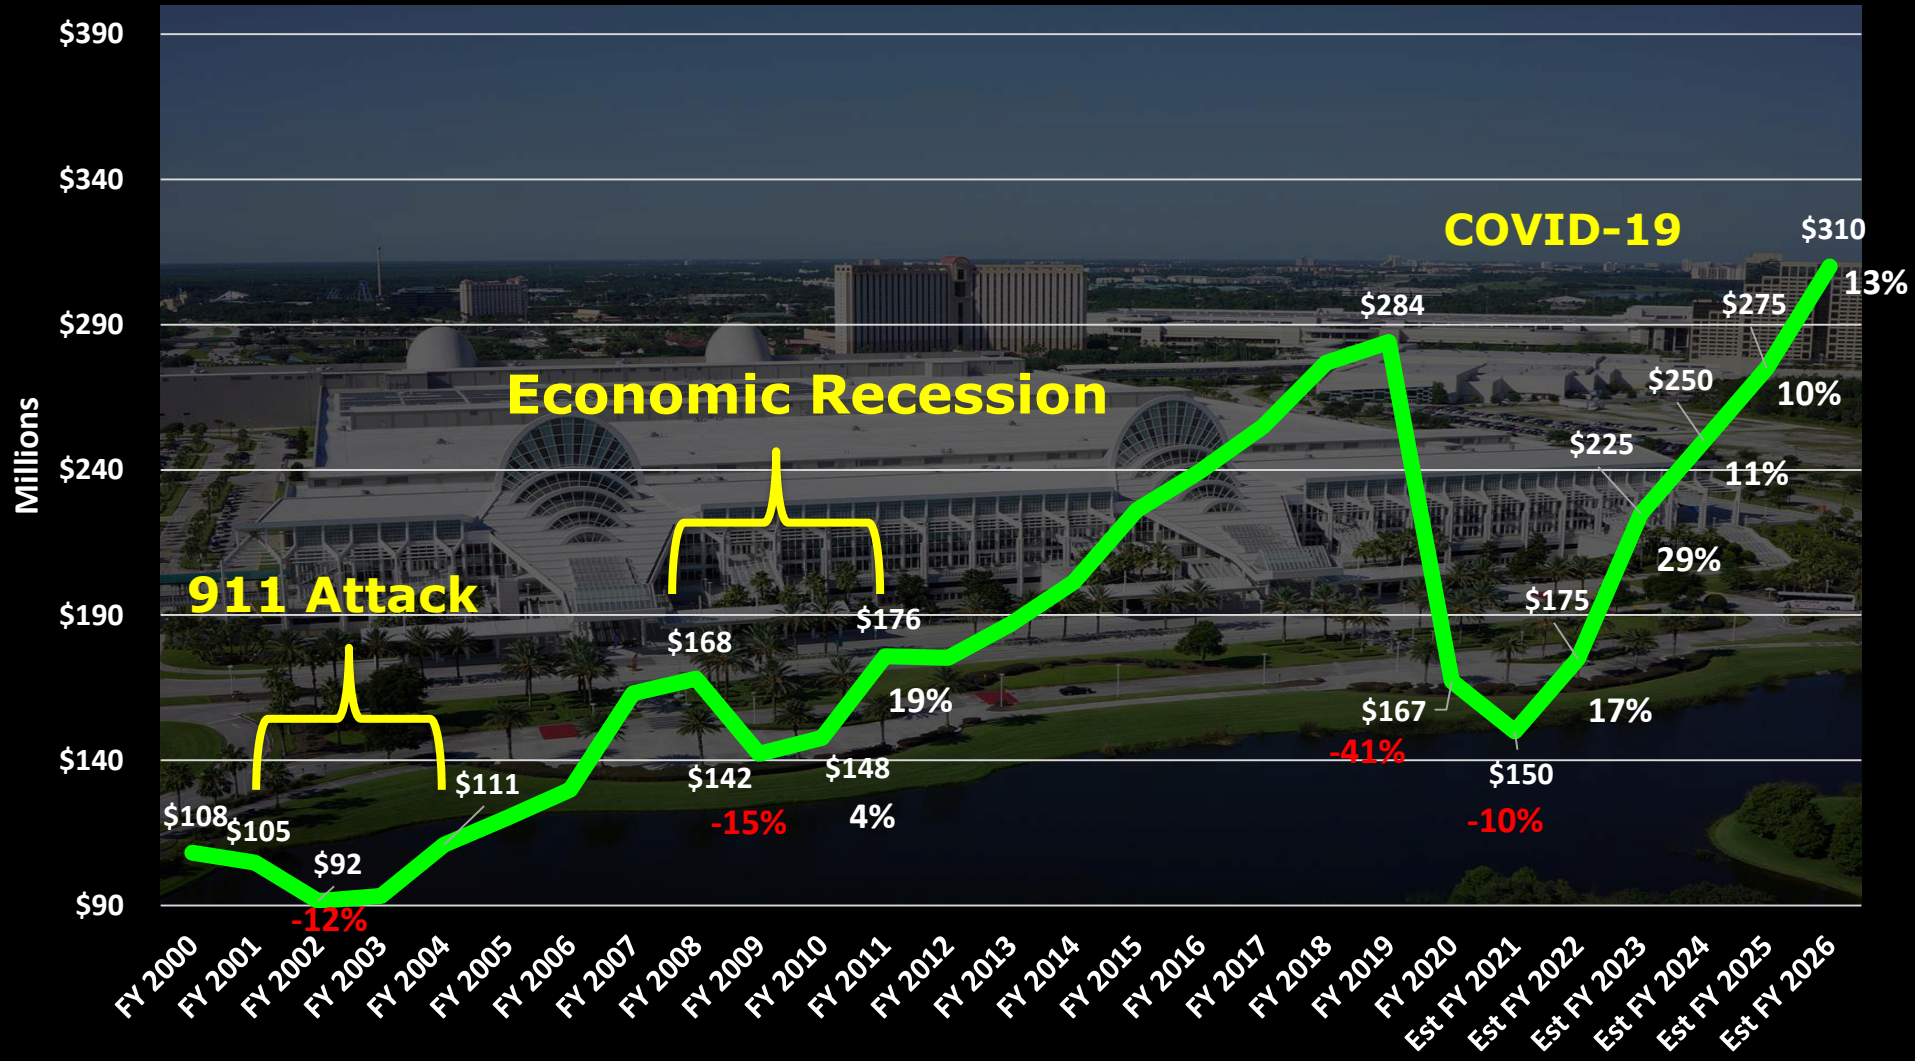 $390
$340
$290
$240
$190
$140
$90
Millions
911 Attack
Economic Recession
COVID-19
$108
$105
$92
-12%
$111
$168
$142
-15%
$148
4%
$176
19%
$284
$167
-41%
$150
-10%
$175
17%
$225
29%
$250
11%
$275
10%
$310
13%
FY 2000
FY 2001
FY 2002
FY 2003
FY 2004
FY 2005
FY 2006
FY 2007
FY 2008
FY 2009
FY 2010
FY 2011
FY 2012
FY 2013
FY 2014
FY 2015
FY 2016
FY 2017
FY 2018
FY 2019
FY 2020
Est FY 2021
Est FY 2022
Est FY 2023
Est FY 2024
Est FY 2025
Est FY 2026